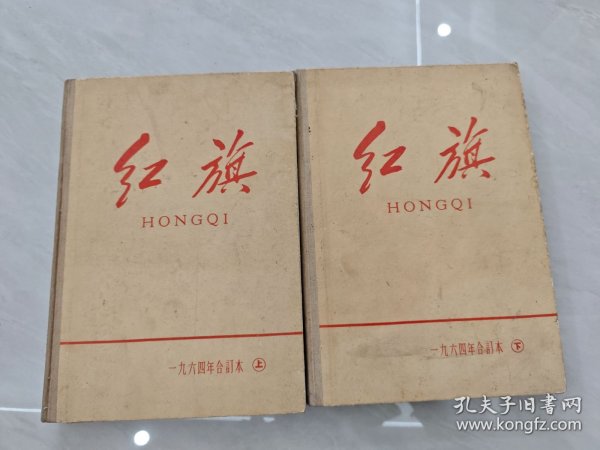 红旗
HONGQI
一九六四年合訂本 上
红旗
HONGQI
一九六四年合訂本 下
孔夫子旧书网
www.kongfz.com